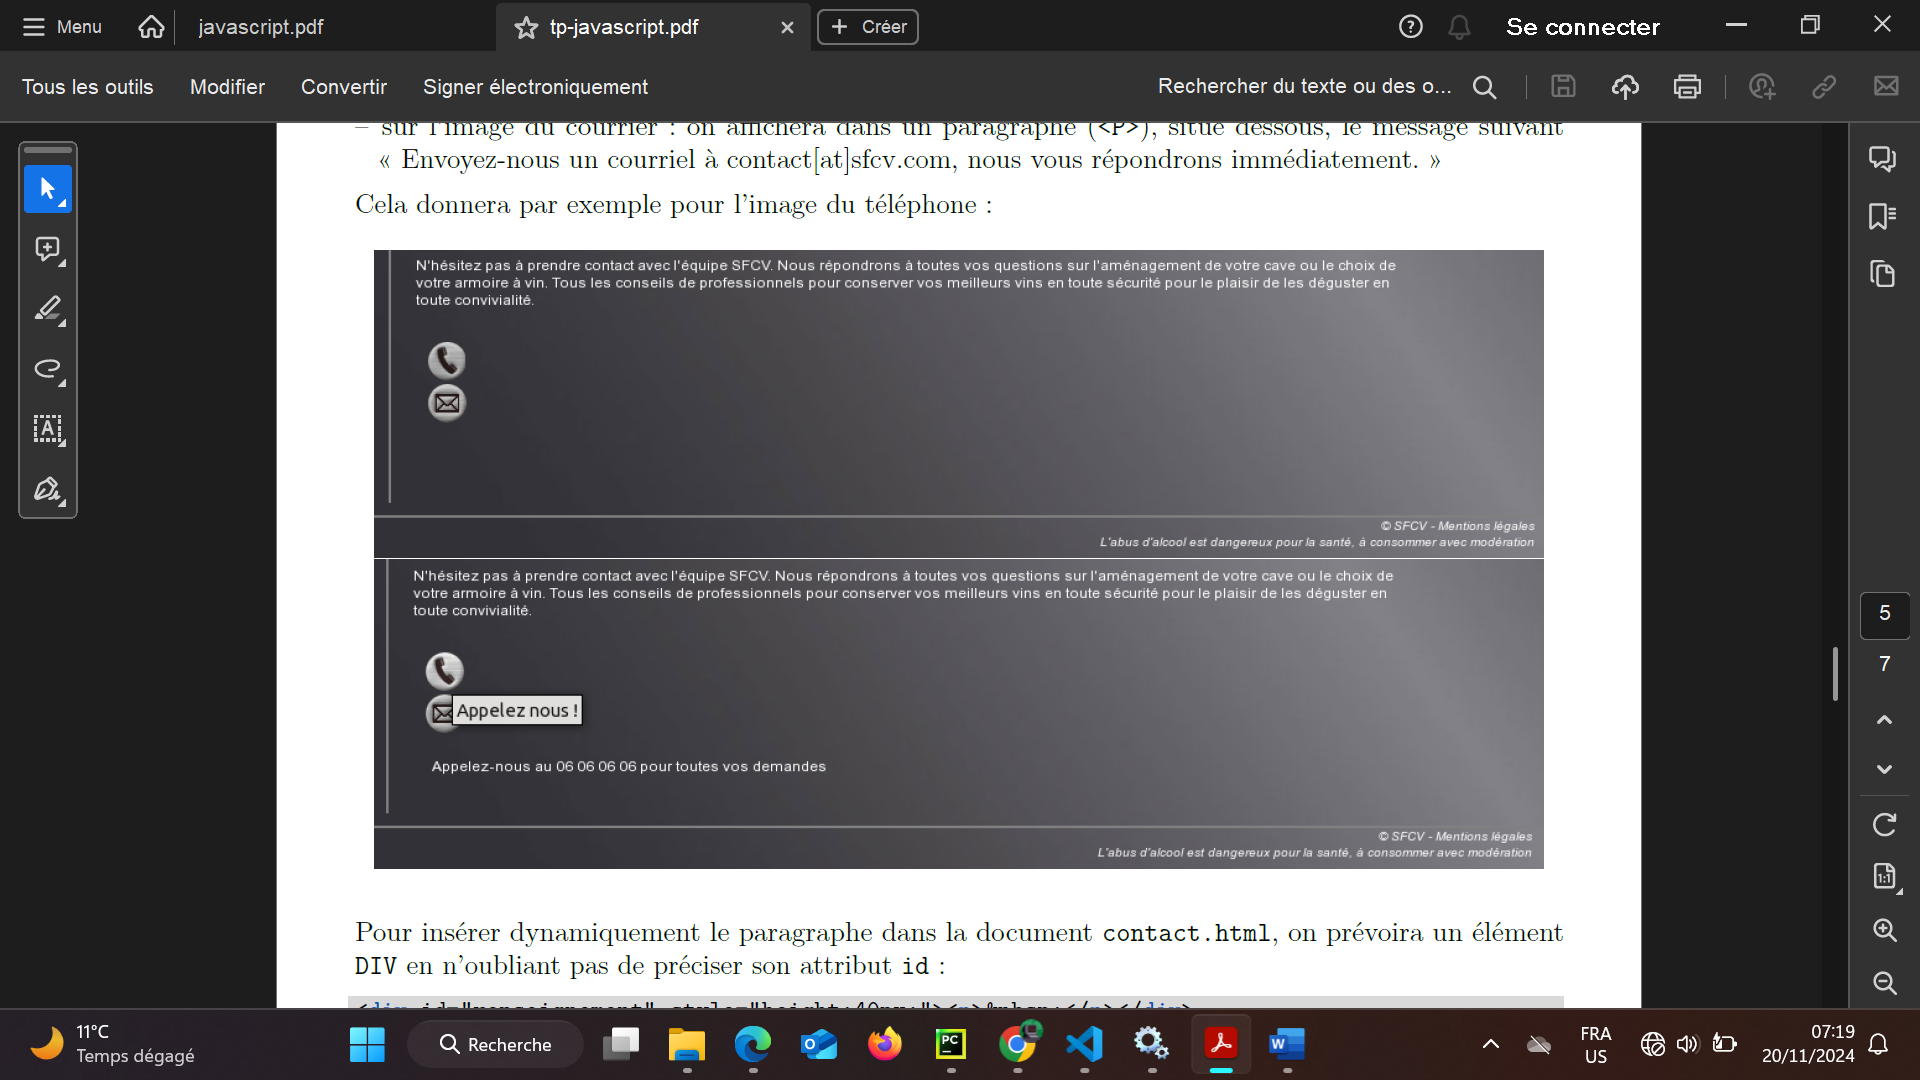 Menu
javascript.pdf
tp-javascript.pdf
Créer
Se connecter
Tous les outils
Modifier
Convertir
Signer électroniquement
Rechercher du texte ou des o...
– sur l'image du courrier : on affichera dans un paragraphe (<P>), situé dessous, le message suivant
« Envoyez-nous un courriel à contact[at]sfcv.com, nous vous répondrons immédiatement. »
Cela donnera par exemple pour l'image du téléphone :
N'hésitez pas à prendre contact avec l'équipe SFCV. Nous répondrons à toutes vos questions sur l'aménagement de votre cave ou le choix de
votre armoire à vin. Tous les conseils de professionnels pour conserver vos meilleurs vins en toute sécurité pour le plaisir de les déguster en
toute convivialité.
© SFCV - Mentions légales
L'abus d'alcool est dangereux pour la santé, à consommer avec modération
N'hésitez pas à prendre contact avec l'équipe SFCV. Nous répondrons à toutes vos questions sur l'aménagement de votre cave ou le choix de
votre armoire à vin. Tous les conseils de professionnels pour conserver vos meilleurs vins en toute sécurité pour le plaisir de les déguster en
toute convivialité.
Appelez nous !
Appelez-nous au 06 06 06 06 pour toutes vos demandes
© SFCV - Mentions légales
L'abus d'alcool est dangereux pour la santé, à consommer avec modération
Pour insérer dynamiquement le paragraphe dans la document contact.html, on prévoira un élément
DIV en n'oubliant pas de préciser son attribut id :
<div id="renseignement" style="height:40px;"><p>&nbsp;</p></div>
5
7
1:1
11°C
Temps dégagé
Recherche
PC
W
FRA
US
07:19
20/11/2024